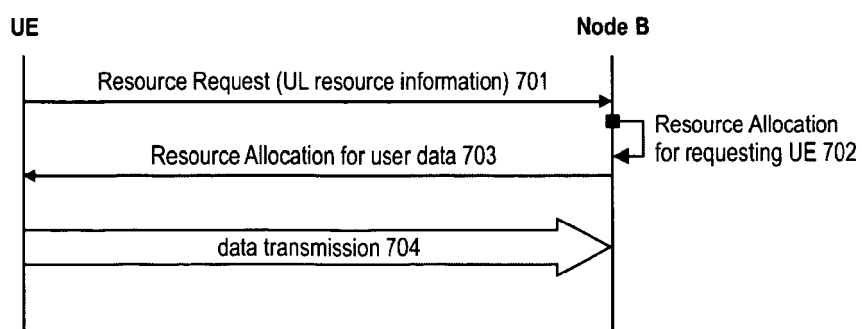 UE
Node B
Resource Request (UL resource information) 701
Resource Allocation
for requesting UE 702
Resource Allocation for user data 703
data transmission 704